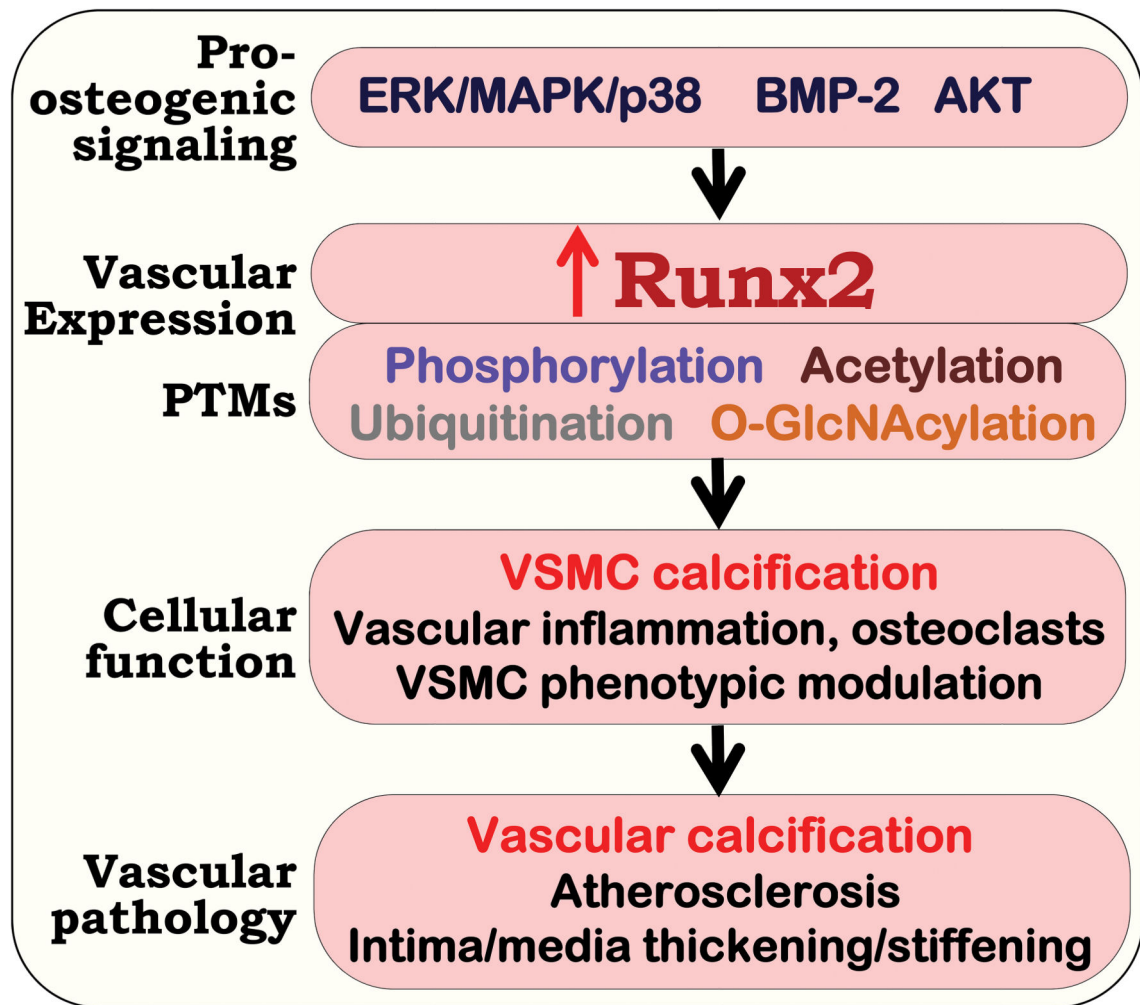 Pro-
osteogenic
signaling
ERK/MAPK/p38 BMP-2 AKT
Vascular
Expression
↑ Runx2
PTMs
Phosphorylation Acetylation
Ubiquitination O-GlcNAcylation
Cellular
function
VSMC calcification
Vascular inflammation, osteoclasts
VSMC phenotypic modulation
Vascular
pathology
Vascular calcification
Atherosclerosis
Intima/media thickening/stiffening